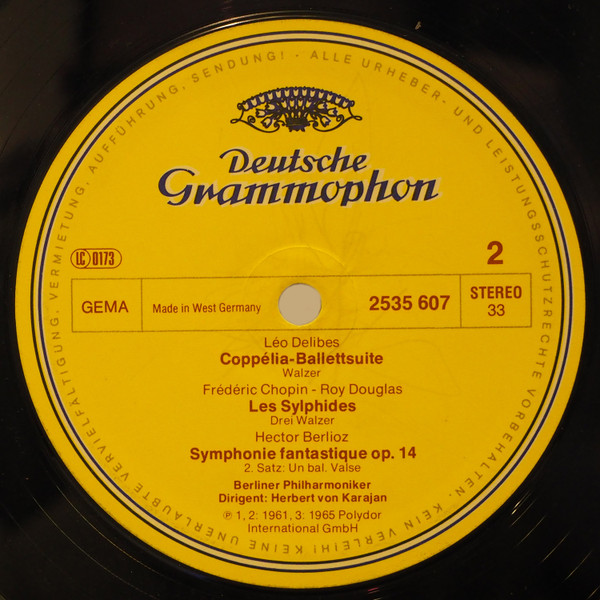 KEINE UNERLAUBTE VERVIELFÄLTIGUNG, VERMIETUNG, AUFFÜHRUNG, SENDUNG! - ALLE URHEBER- UND LEISTUNGSSCHUTZRECHTE VORBEHALTEN. KEIN VERLEIH!
Deutsche
Grammophon
LC 0173
2
GEMA
Made in West Germany
2535 607
STEREO
33
Léo Delibes
Coppélia-Ballettsuite
Walzer
Frédéric Chopin - Roy Douglas
Les Sylphides
Drei Walzer
Hector Berlioz
Symphonie fantastique op. 14
2. Satz: Un bal. Valse
Berliner Philharmoniker
Dirigent: Herbert von Karajan
℗ 1, 2: 1961, 3: 1965 Polydor
International GmbH